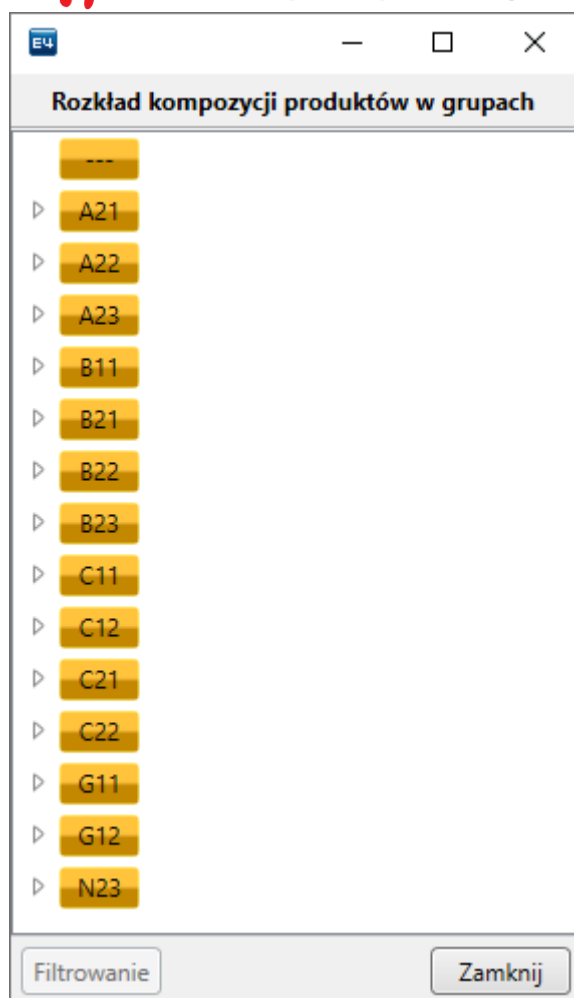 E4
Rozkład kompozycji produktów w grupach
---
A21
A22
A23
B11
B21
B22
B23
C11
C12
C21
C22
G11
G12
N23
Filtrowanie
Zamknij